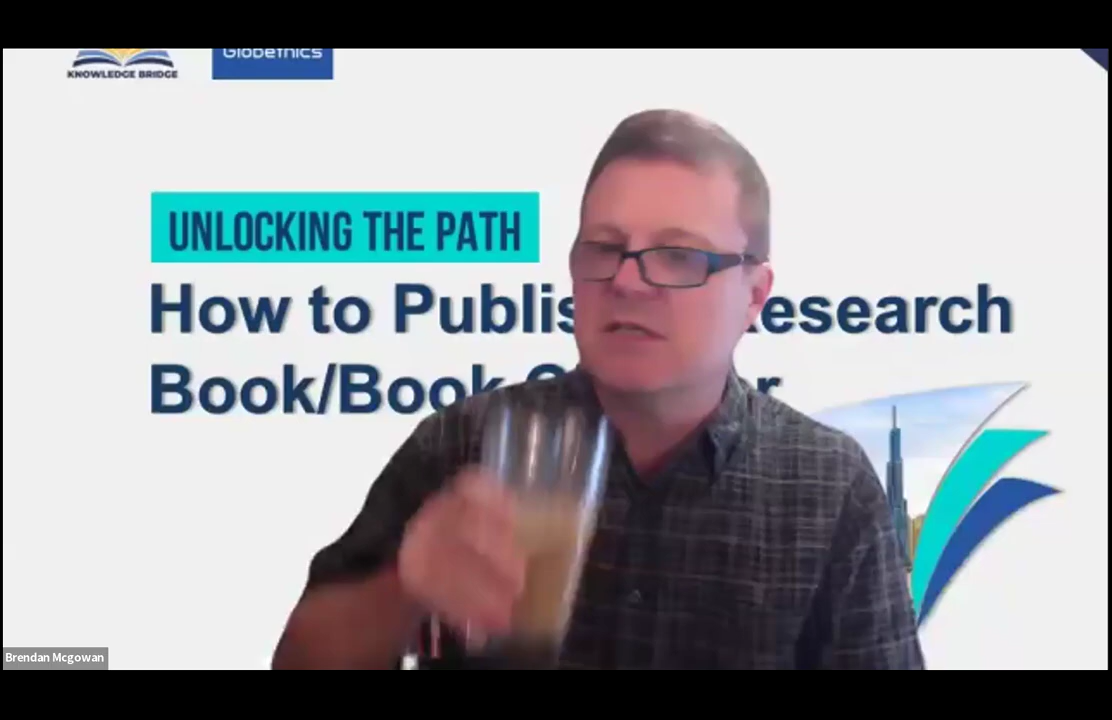 KNOWLEDGE BRIDGE
Globethics
UNLOCKING THE PATH
How to Publis esearch
Book/Book r
Brendan Mcgowan